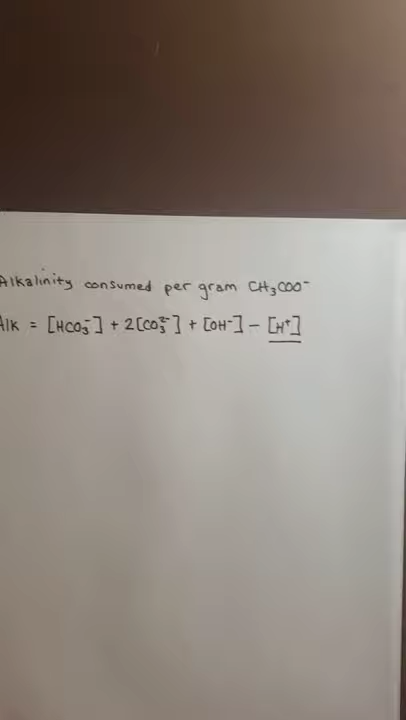 Alkalinity consumed per gram CH₃COO⁻
Alk = [HCO₃⁻] + 2[CO₃²⁻] + [OH⁻] − [H⁺]